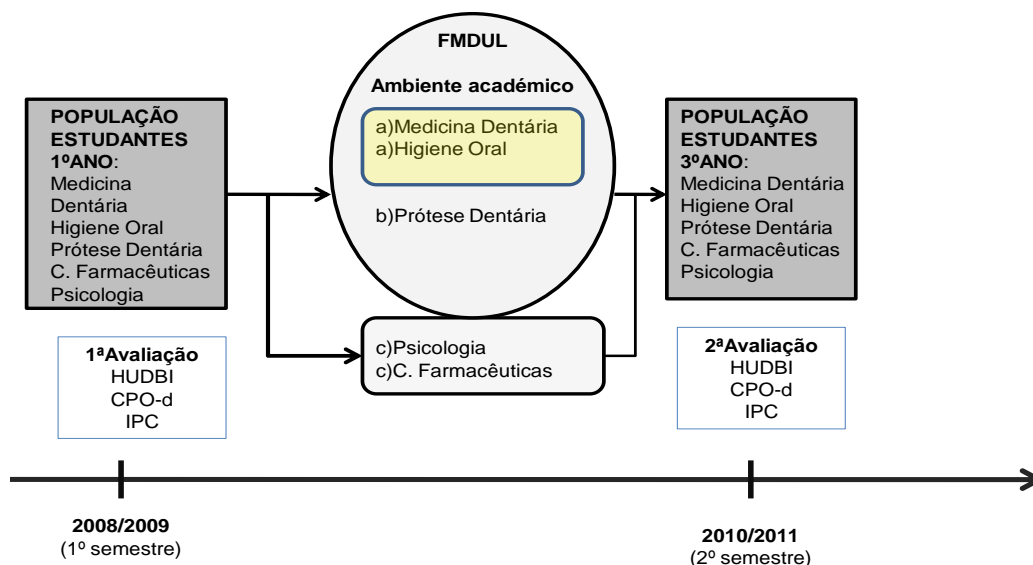 FMDUL
Ambiente académico
a)Medicina Dentária
a)Higiene Oral
b)Prótese Dentária
c)Psicologia
c)C. Farmacêuticas
POPULAÇÃO
ESTUDANTES
1ºANO:
Medicina
Dentária
Higiene Oral
Prótese Dentária
C. Farmacêuticas
Psicologia
POPULAÇÃO
ESTUDANTES
3ºANO:
Medicina Dentária
Higiene Oral
Prótese Dentária
C. Farmacêuticas
Psicologia
1ªAvaliação
HUDBI
CPO-d
IPC
2ªAvaliação
HUDBI
CPO-d
IPC
2008/2009
(1º semestre)
2010/2011
(2º semestre)